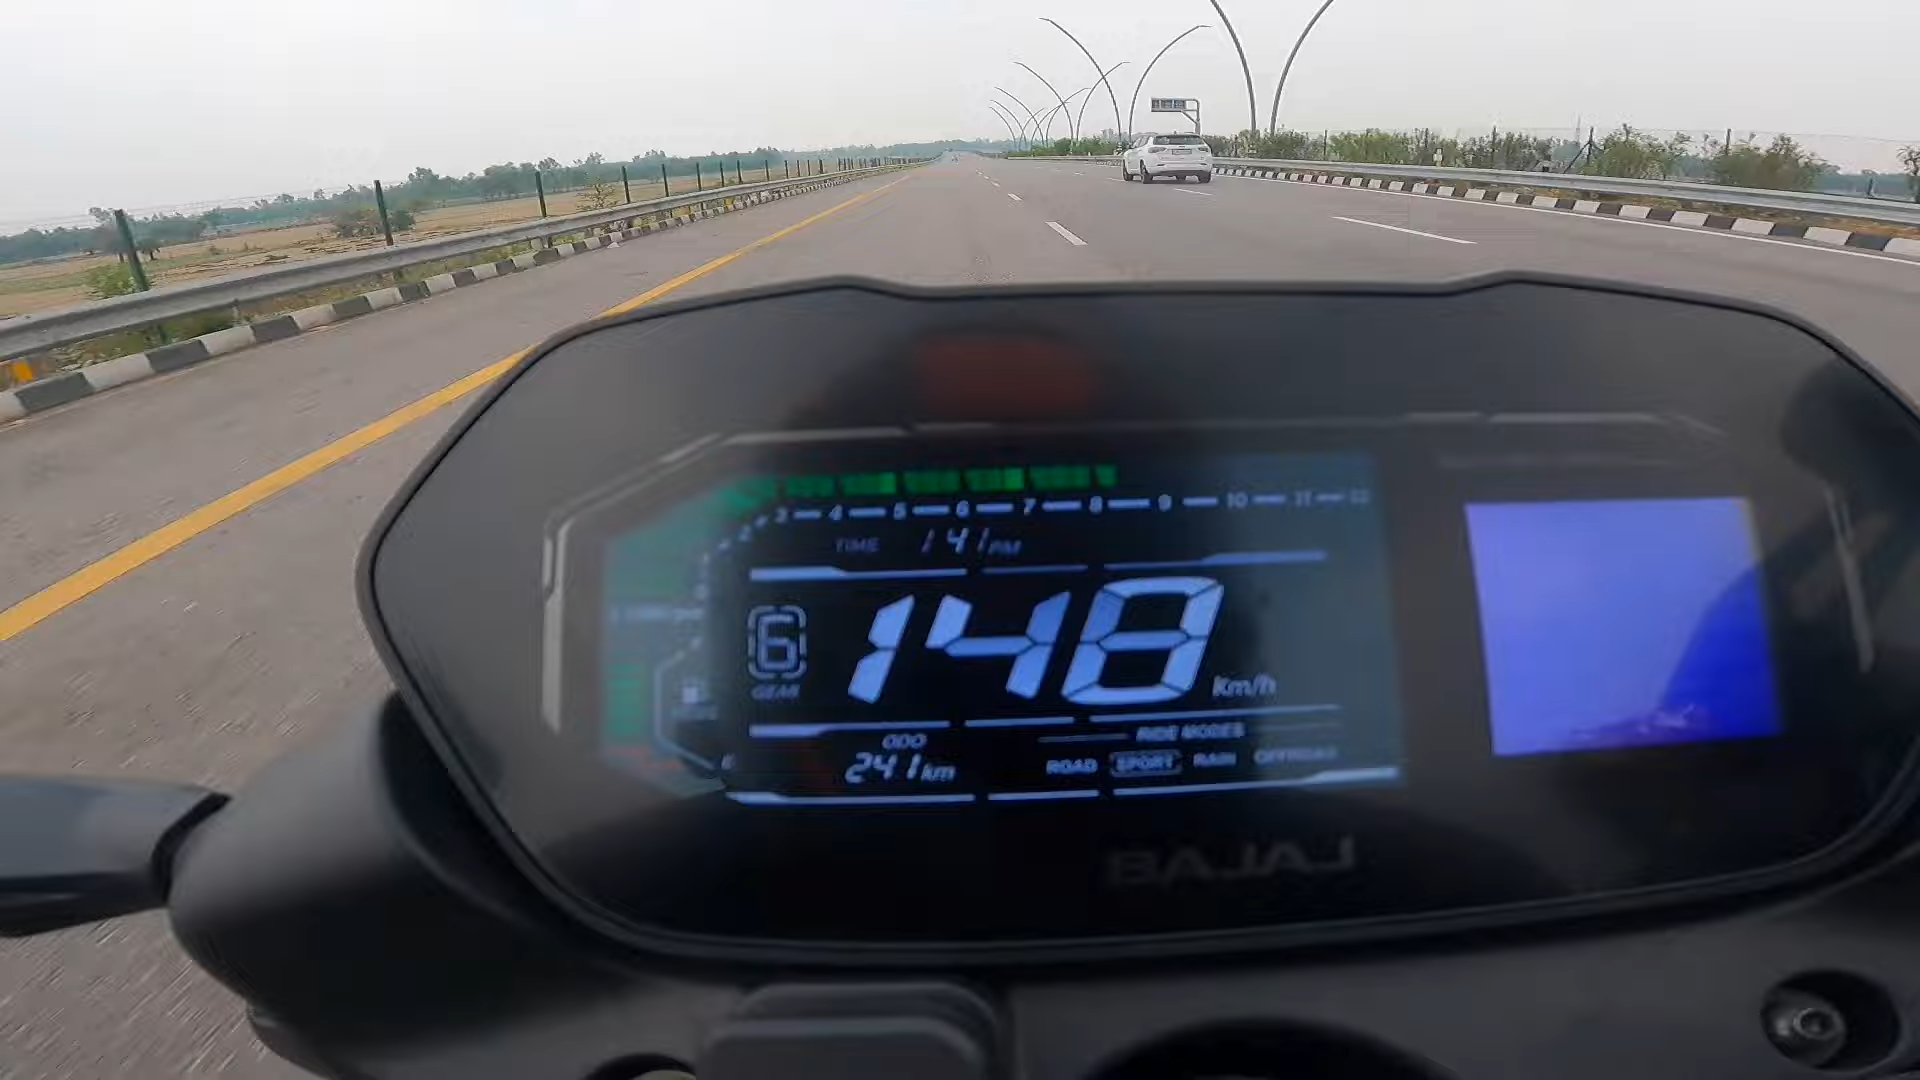 2 3 4 5 6 7 8 9 10 11 12
TIME 1 41 PM
6 148 Km/h
GEAR
ODO RIDE MODES
241 km ROAD SPORT RAIN OFFROAD
BAJAJ